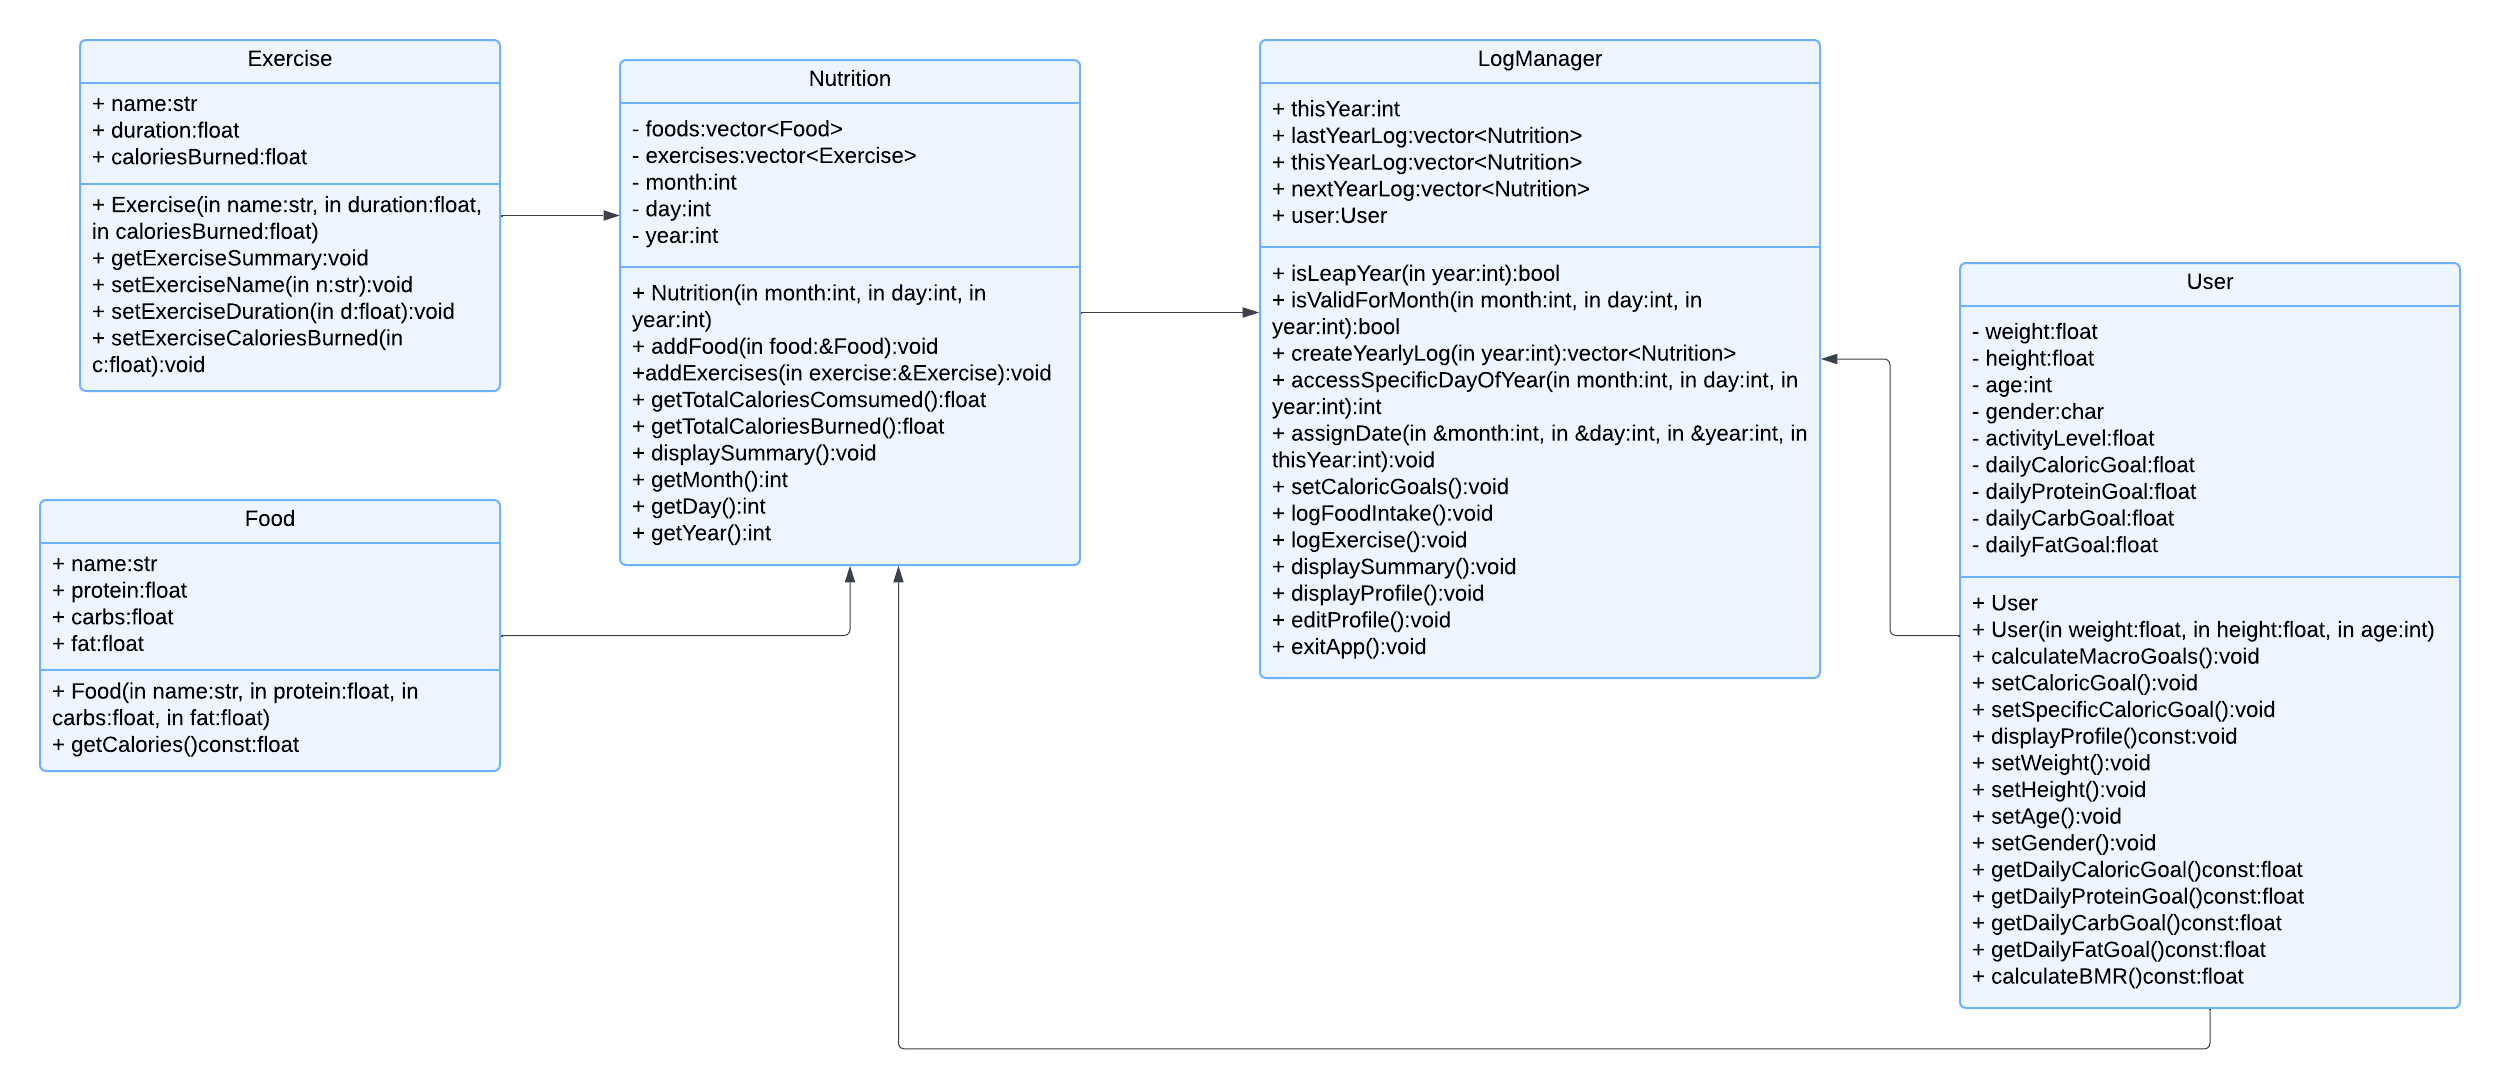 Exercise
+ name:str
+ duration:float
+ caloriesBurned:float
+ Exercise(in name:str, in duration:float,
in caloriesBurned:float)
+ getExerciseSummary:void
+ setExerciseName(in n:str):void
+ setExerciseDuration(in d:float):void
+ setExerciseCaloriesBurned(in
c:float):void
Food
+ name:str
+ protein:float
+ carbs:float
+ fat:float
+ Food(in name:str, in protein:float, in
carbs:float, in fat:float)
+ getCalories()const:float
Nutrition
- foods:vector<Food>
- exercises:vector<Exercise>
- month:int
- day:int
- year:int
+ Nutrition(in month:int, in day:int, in
year:int)
+ addFood(in food:&Food):void
+addExercises(in exercise:&Exercise):void
+ getTotalCaloriesComsumed():float
+ getTotalCaloriesBurned():float
+ displaySummary():void
+ getMonth():int
+ getDay():int
+ getYear():int
LogManager
+ thisYear:int
+ lastYearLog:vector<Nutrition>
+ thisYearLog:vector<Nutrition>
+ nextYearLog:vector<Nutrition>
+ user:User
+ isLeapYear(in year:int):bool
+ isValidForMonth(in month:int, in day:int, in
year:int):bool
+ createYearlyLog(in year:int):vector<Nutrition>
+ accessSpecificDayOfYear(in month:int, in day:int, in
year:int):int
+ assignDate(in &month:int, in &day:int, in &year:int, in
thisYear:int):void
+ setCaloricGoals():void
+ logFoodIntake():void
+ logExercise():void
+ displaySummary():void
+ displayProfile():void
+ editProfile():void
+ exitApp():void
User
- weight:float
- height:float
- age:int
- gender:char
- activityLevel:float
- dailyCaloricGoal:float
- dailyProteinGoal:float
- dailyCarbGoal:float
- dailyFatGoal:float
+ User
+ User(in weight:float, in height:float, in age:int)
+ calculateMacroGoals():void
+ setCaloricGoal():void
+ setSpecificCaloricGoal():void
+ displayProfile()const:void
+ setWeight():void
+ setHeight():void
+ setAge():void
+ setGender():void
+ getDailyCaloricGoal()const:float
+ getDailyProteinGoal()const:float
+ getDailyCarbGoal()const:float
+ getDailyFatGoal()const:float
+ calculateBMR()const:float